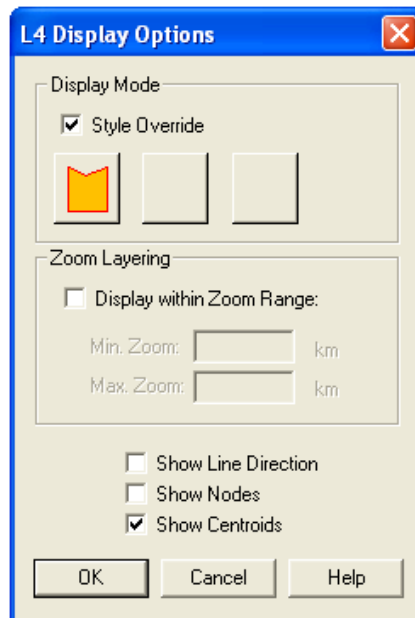 L4 Display Options
Display Mode
Style Override
Zoom Layering
Display within Zoom Range:
Min. Zoom: km
Max. Zoom: km
Show Line Direction
Show Nodes
Show Centroids
OK Cancel Help